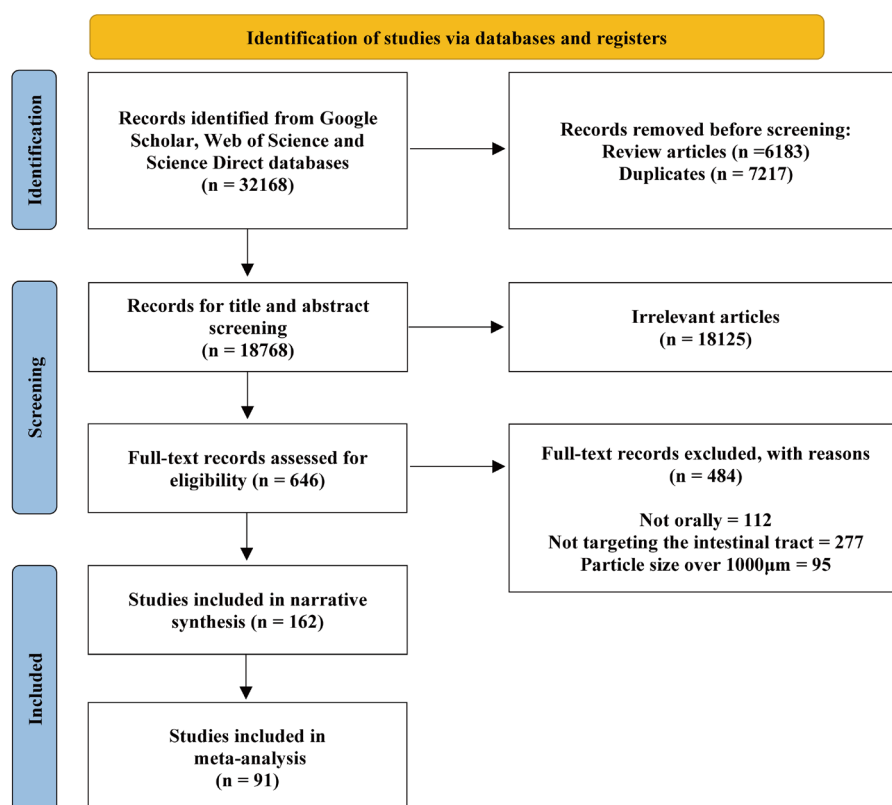 Identification of studies via databases and registers
Identification
Records identified from Google
Scholar, Web of Science and
Science Direct databases
(n = 32168)
Records removed before screening:
Review articles (n =6183)
Duplicates (n = 7217)
Screening
Records for title and abstract
screening
(n = 18768)
Irrelevant articles
(n = 18125)
Full-text records assessed for
eligibility (n = 646)
Full-text records excluded, with reasons
(n = 484)
Not orally = 112
Not targeting the intestinal tract = 277
Particle size over 1000μm = 95
Included
Studies included in narrative
synthesis (n = 162)
Studies included in
meta-analysis
(n = 91)